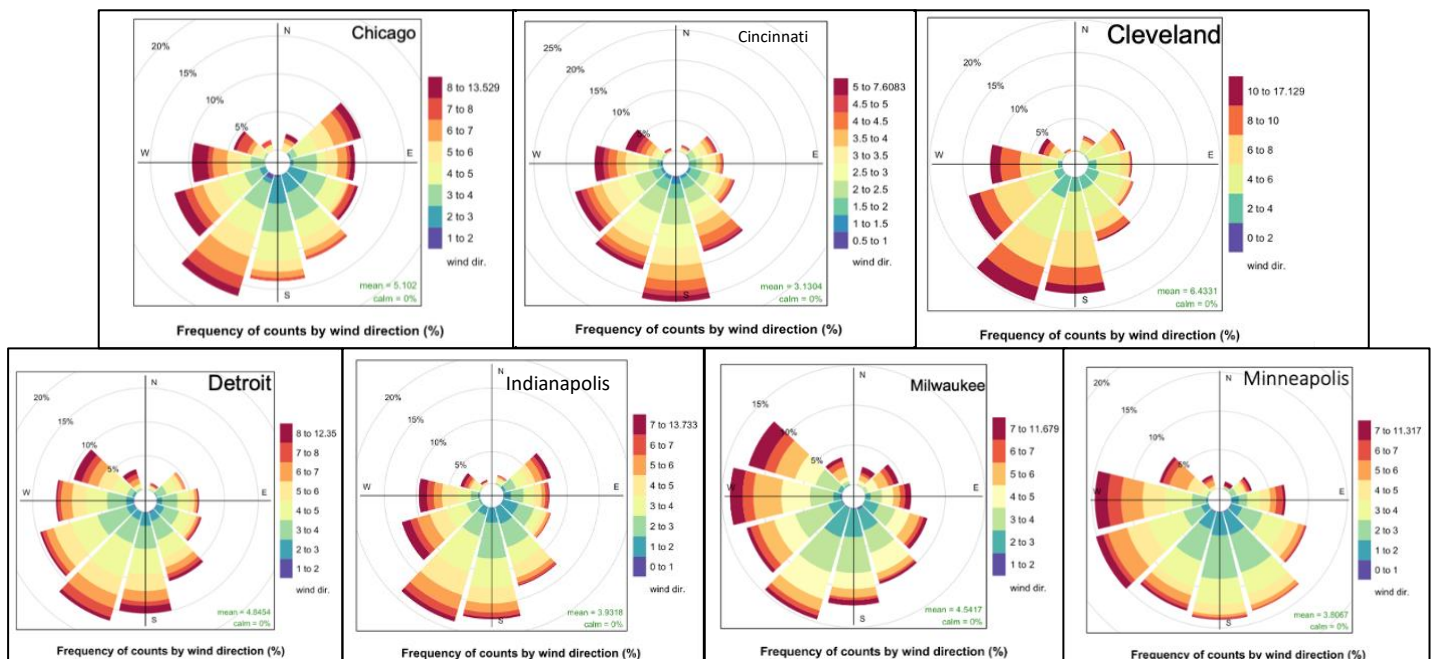 Chicago
N
20%
15%
10%
5%
W
E
S
8 to 13.529
7 to 8
6 to 7
5 to 6
4 to 5
3 to 4
2 to 3
1 to 2
wind dir.
mean = 5.102
calm = 0%
Frequency of counts by wind direction (%)
Cincinnati
N
25%
20%
15%
10%
5%
W
E
S
5 to 7.6083
4.5 to 5
4 to 4.5
3.5 to 4
3 to 3.5
2.5 to 3
2 to 2.5
1.5 to 2
1 to 1.5
0.5 to 1
wind dir.
mean = 3.1304
calm = 0%
Frequency of counts by wind direction (%)
Cleveland
N
20%
15%
10%
5%
W
E
S
10 to 17.129
8 to 10
6 to 8
4 to 6
2 to 4
0 to 2
wind dir.
mean = 6.4331
calm = 0%
Frequency of counts by wind direction (%)
Detroit
N
20%
15%
10%
5%
W
E
S
8 to 12.35
7 to 8
6 to 7
5 to 6
4 to 5
3 to 4
2 to 3
1 to 2
wind dir.
mean = 4.8454
calm = 0%
Frequency of counts by wind direction (%)
Indianapolis
N
20%
15%
10%
5%
W
E
S
7 to 13.733
6 to 7
5 to 6
4 to 5
3 to 4
2 to 3
1 to 2
0 to 1
wind dir.
mean = 3.9318
calm = 0%
Frequency of counts by wind direction (%)
Milwaukee
N
15%
10%
5%
W
E
S
7 to 11.679
6 to 7
5 to 6
4 to 5
3 to 4
2 to 3
1 to 2
wind dir.
mean = 4.5417
calm = 0%
Frequency of counts by wind direction (%)
Minneapolis
N
20%
15%
10%
5%
W
E
S
7 to 11.317
6 to 7
5 to 6
4 to 5
3 to 4
2 to 3
1 to 2
0 to 1
wind dir.
mean = 3.8067
calm = 0%
Frequency of counts by wind direction (%)